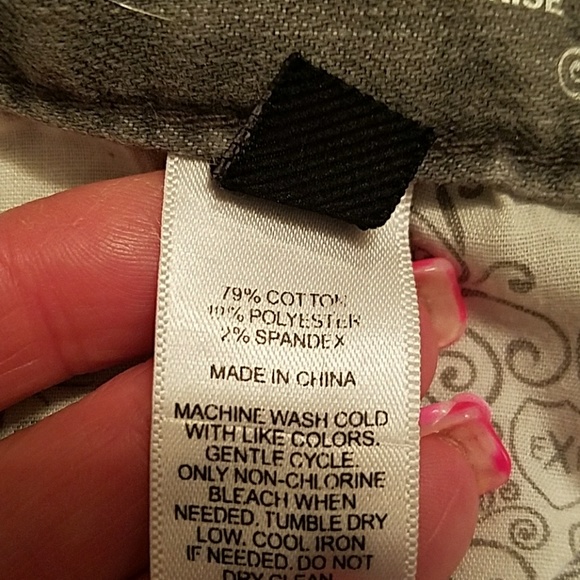 RISE
79% COTTON
19% POLYESTER
2% SPANDEX
MADE IN CHINA
MACHINE WASH COLD
WITH LIKE COLORS.
GENTLE CYCLE.
ONLY NON-CHLORINE
BLEACH WHEN
NEEDED. TUMBLE DRY
LOW. COOL IRON
IF NEEDED. DO NOT
DRY CLEAN